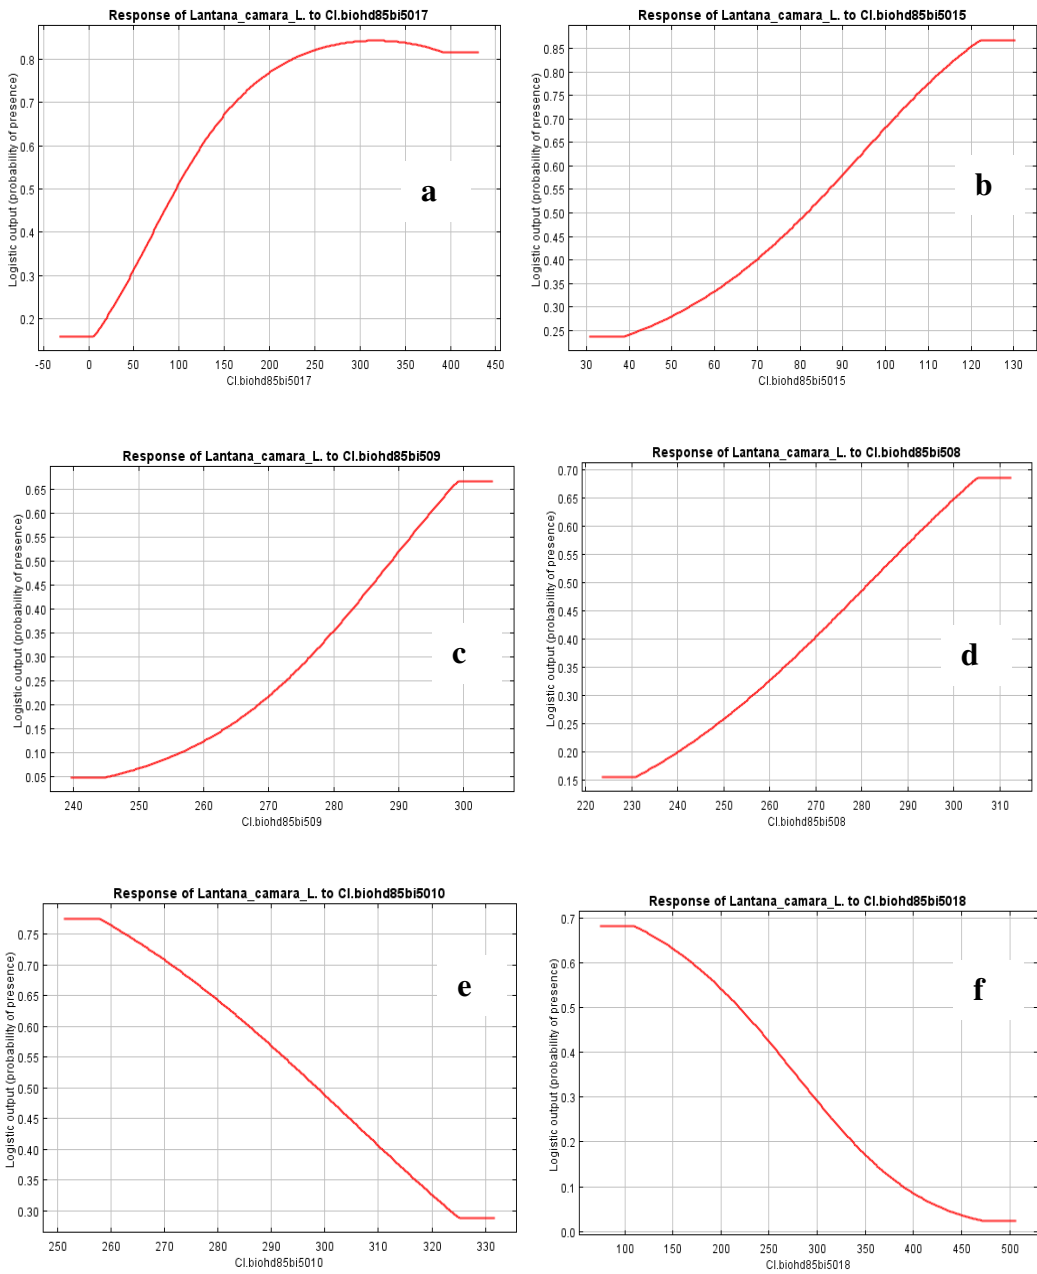 Response of Lantana_camara_L. to Cl.biohd85bi5017
Logistic output (probability of presence)
0.8
0.7
0.6
0.5
0.4
0.3
0.2
a
-50 0 50 100 150 200 250 300 350 400 450
Cl.biohd85bi5017
Response of Lantana_camara_L. to Cl.biohd85bi5015
Logistic output (probability of presence)
0.85
0.80
0.75
0.70
0.65
0.60
0.55
0.50
0.45
0.40
0.35
0.30
0.25
b
30 40 50 60 70 80 90 100 110 120 130
Cl.biohd85bi5015
Response of Lantana_camara_L. to Cl.biohd85bi509
Logistic output (probability of presence)
0.65
0.60
0.55
0.50
0.45
0.40
0.35
0.30
0.25
0.20
0.15
0.10
0.05
c
240 250 260 270 280 290 300
Cl.biohd85bi509
Response of Lantana_camara_L. to Cl.biohd85bi508
Logistic output (probability of presence)
0.70
0.65
0.60
0.55
0.50
0.45
0.40
0.35
0.30
0.25
0.20
0.15
d
220 230 240 250 260 270 280 290 300 310
Cl.biohd85bi508
Response of Lantana_camara_L. to Cl.biohd85bi5010
Logistic output (probability of presence)
0.75
0.70
0.65
0.60
0.55
0.50
0.45
0.40
0.35
0.30
e
250 260 270 280 290 300 310 320 330
Cl.biohd85bi5010
Response of Lantana_camara_L. to Cl.biohd85bi5018
Logistic output (probability of presence)
0.7
0.6
0.5
0.4
0.3
0.2
0.1
0.0
f
100 150 200 250 300 350 400 450 500
Cl.biohd85bi5018